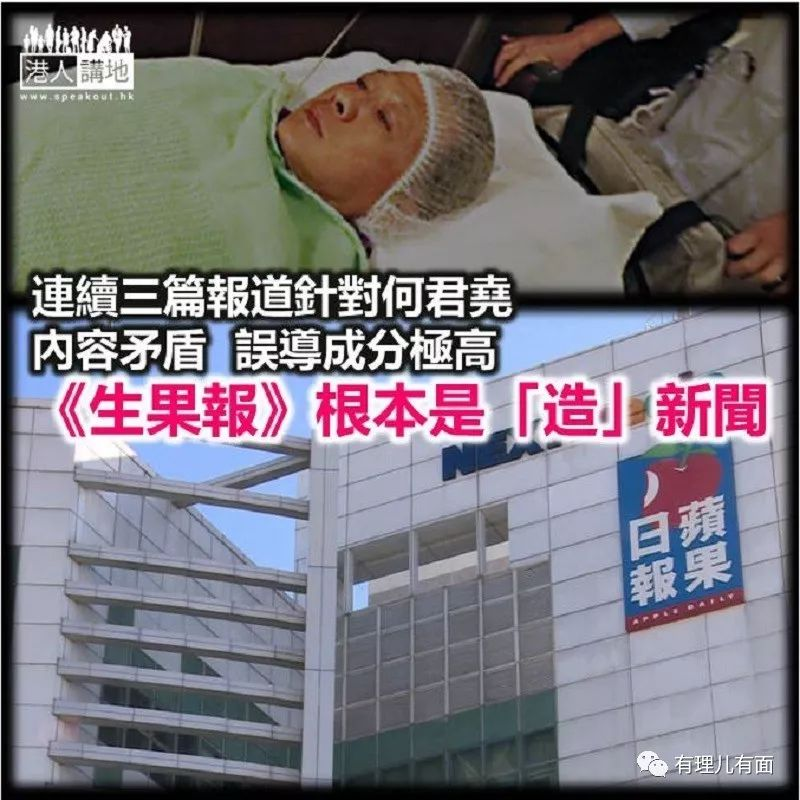 港人講地
www.speakout.hk
連續三篇報道針對何君堯
內容矛盾 誤導成分極高
《生果報》根本是「造」新聞
NEXT
蘋果
日報
APPLE DAILY
有理儿有面